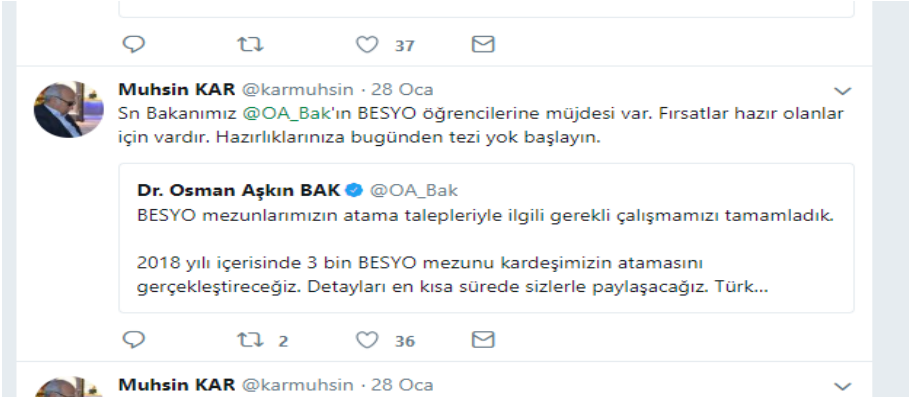 37
Muhsin KAR @karmuhsin · 28 Oca
Sn Bakanımız @OA_Bak'ın BESYO öğrencilerine müjdesi var. Fırsatlar hazır olanlar
için vardır. Hazırlıklarınıza bugünden tezi yok başlayın.
Dr. Osman Aşkın BAK @OA_Bak
BESYO mezunlarımızın atama talepleriyle ilgili gerekli çalışmamızı tamamladık.
2018 yılı içerisinde 3 bin BESYO mezunu kardeşimizin atamasını
gerçekleştireceğiz. Detayları en kısa sürede sizlerle paylaşacağız. Türk...
2 36
Muhsin KAR @karmuhsin · 28 Oca